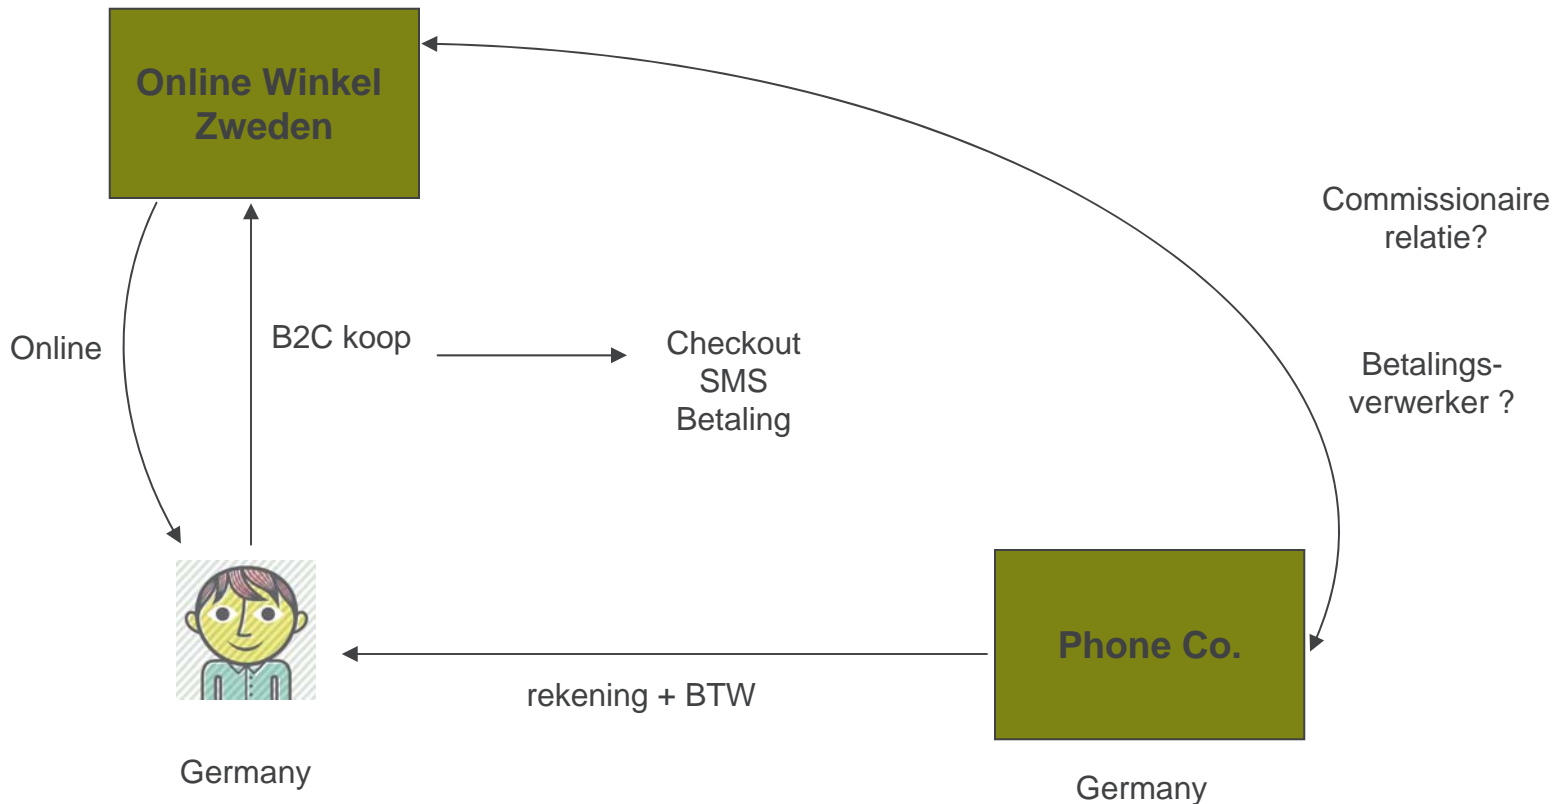 Online Winkel
Zweden
Commissionaire
relatie?
Online
B2C koop
Checkout
SMS
Betaling
Betalings-
verwerker ?
Phone Co.
rekening + BTW
Germany
Germany